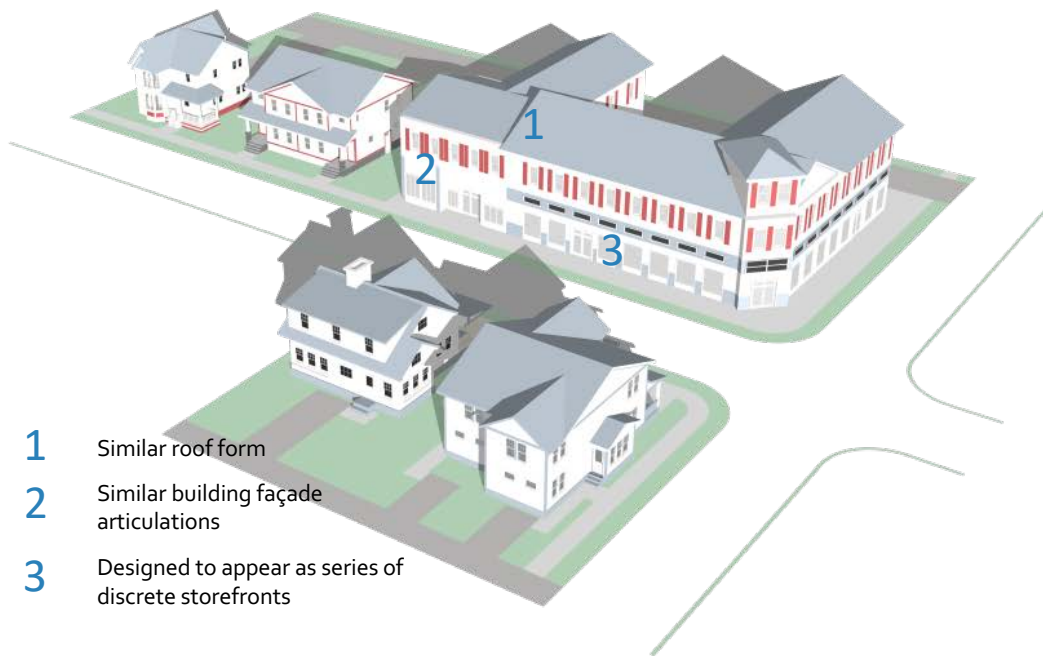 1
2
3
1 Similar roof form
2 Similar building façade
articulations
3 Designed to appear as series of
discrete storefronts